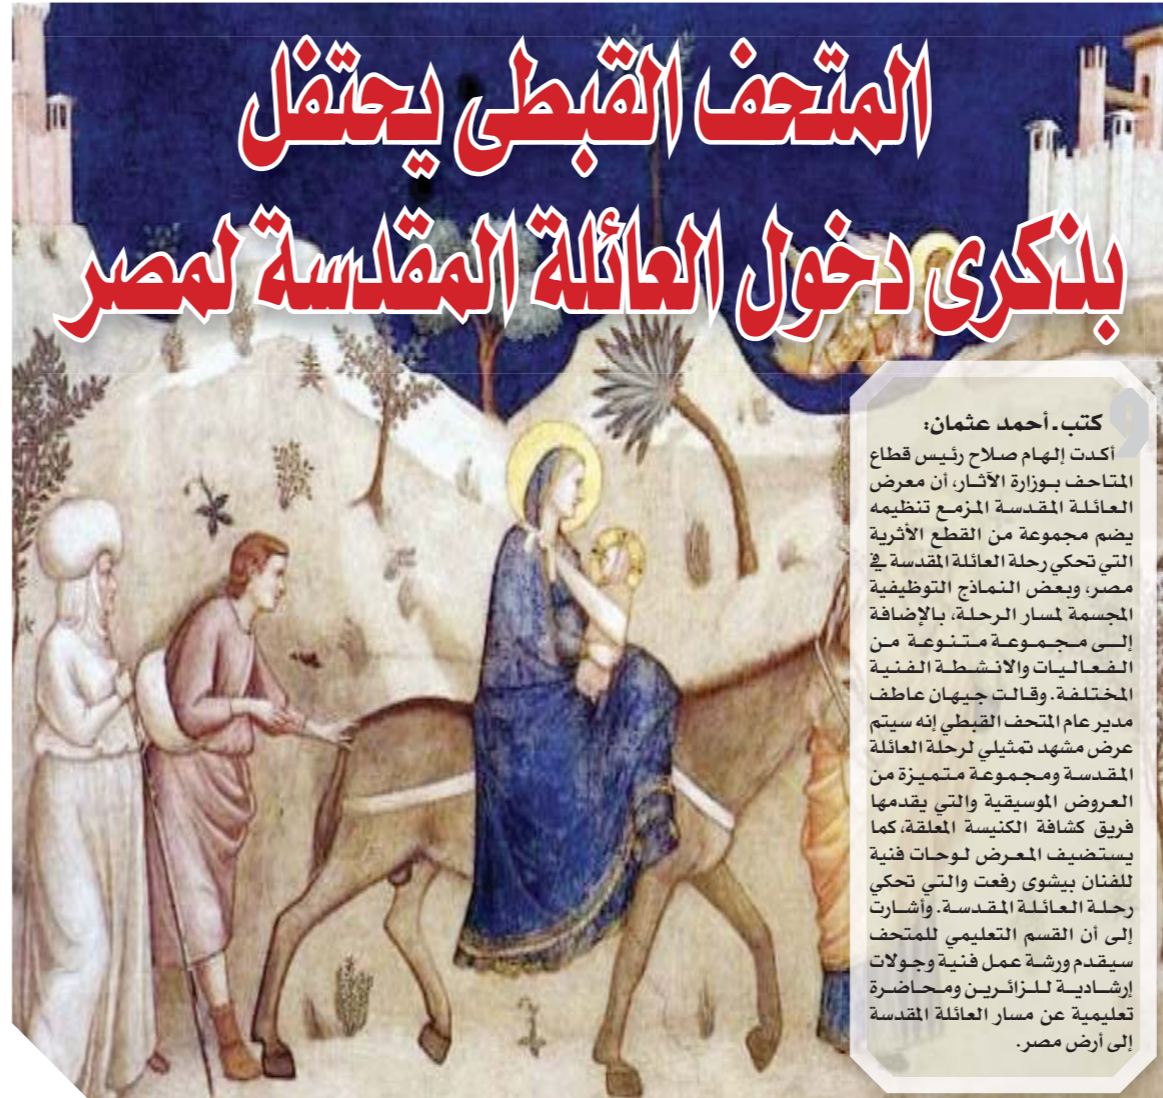 المتحف القبطى يحتفل
بذكرى دخول العائلة المقدسة لمصر
كتب ـ أحمد عثمان:
أكدت إلهام صلاح رئيس قطاع
المتاحف بوزارة الآثار، أن معرض
العائلة المقدسة المزمع تنظيمه
يضم مجموعة من القطع الأثرية
التي تحكي رحلة العائلة المقدسة في
مصر، وبعض النماذج التوظيفية
المجسمة لمسار الرحلة، بالإضافة
إلى مجموعة متنوعة من
الفعاليات والانشطة الفنية
المختلفة. وقالت جيهان عاطف
مدير عام المتحف القبطي إنه سيتم
عرض مشهد تمثيلي لرحلة العائلة
المقدسة ومجموعة متميزة من
العروض الموسيقية والتي يقدمها
فريق كشافة الكنيسة المعلقة، كما
يستضيف المعرض لوحات فنية
للفنان بيشوى رفعت والتي تحكي
رحلة العائلة المقدسة. وأشارت
إلى أن القسم التعليمي للمتحف
سيقدم ورشة عمل فنية وجولات
إرشادية للزائرين ومحاضرة
تعليمية عن مسار العائلة المقدسة
إلى أرض مصر.